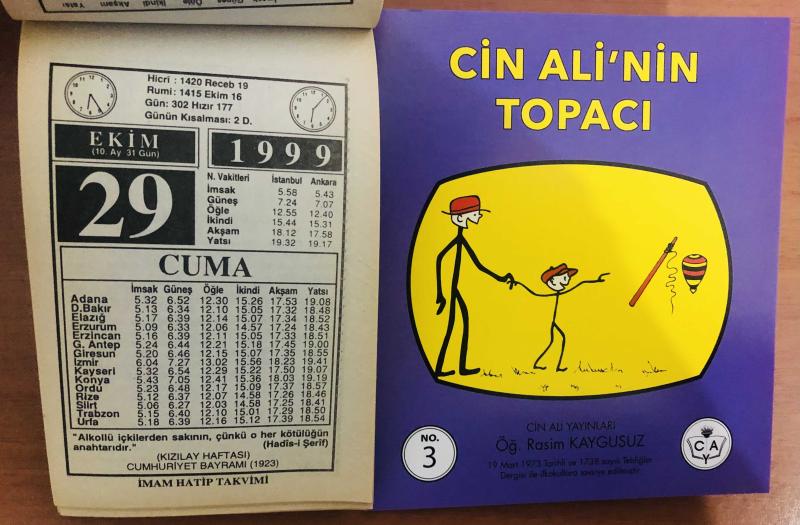 Hicri : 1420 Receb 19
Rumi : 1415 Ekim 16
Gün: 302 Hızır 177
Günün Kısalması: 2 D.
EKİM
(10. Ay 31 Gün)
1999
29
N. Vakitleri İstanbul Ankara
İmsak 5.58 5.43
Güneş 7.24 7.07
Öğle 12.55 12.40
İkindi 15.44 15.31
Akşam 18.12 17.58
Yatsı 19.32 19.17
CUMA
İmsak Güneş Öğle İkindi Akşam Yatsı
Adana 5.32 6.52 12.30 15.26 17.53 19.08
D.Bakır 5.13 6.34 12.10 15.05 17.32 18.48
Elazığ 5.17 6.39 12.14 15.07 17.34 18.52
Erzurum 5.09 6.33 12.06 14.57 17.24 18.43
Erzincan 5.16 6.39 12.11 15.05 17.33 18.51
G. Antep 5.24 6.44 12.21 15.18 17.45 19.00
Giresun 5.20 6.46 12.15 15.07 17.35 18.55
İzmir 6.04 7.27 13.02 15.56 18.23 19.41
Kayseri 5.32 6.54 12.29 15.22 17.50 19.07
Konya 5.43 7.05 12.41 15.36 18.03 19.19
Ordu 5.23 6.48 12.17 15.09 17.37 18.57
Rize 5.12 6.37 12.07 14.58 17.26 18.46
Siirt 5.06 6.27 12.03 14.58 17.25 18.41
Trabzon 5.15 6.40 12.10 15.01 17.29 18.50
Urfa 5.18 6.39 12.16 15.12 17.39 18.54
"Alkollü içkilerden sakının, çünkü o her kötülüğün
anahtarıdır." (Hadîs-i Şerif)
(KIZILAY HAFTASI)
CUMHURİYET BAYRAMI (1923)
İMAM HATİP TAKVİMİ
CİN ALİ'NİN
TOPACI
NO.
3
CİN ALİ YAYINLARI
Öğ. Rasim KAYGUSUZ
19 Mart 1973 Tarihli ve 1738 sayılı Tebliğler
Dergisi ile ilkokullara tavsiye edilmiştir.
CA